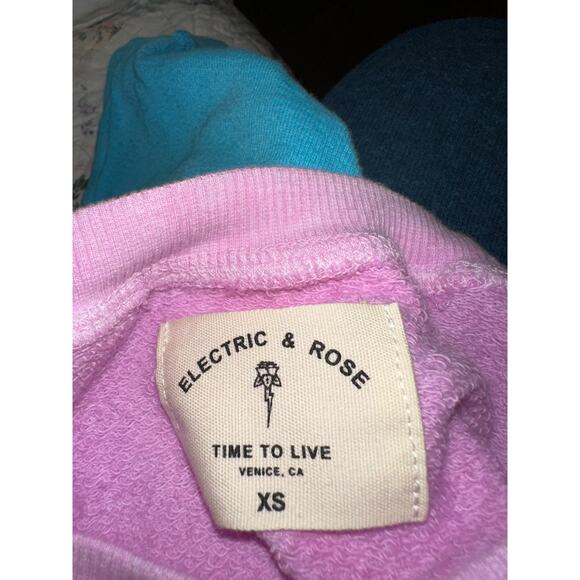 ELECTRIC & ROSE
TIME TO LIVE
VENICE, CA
XS